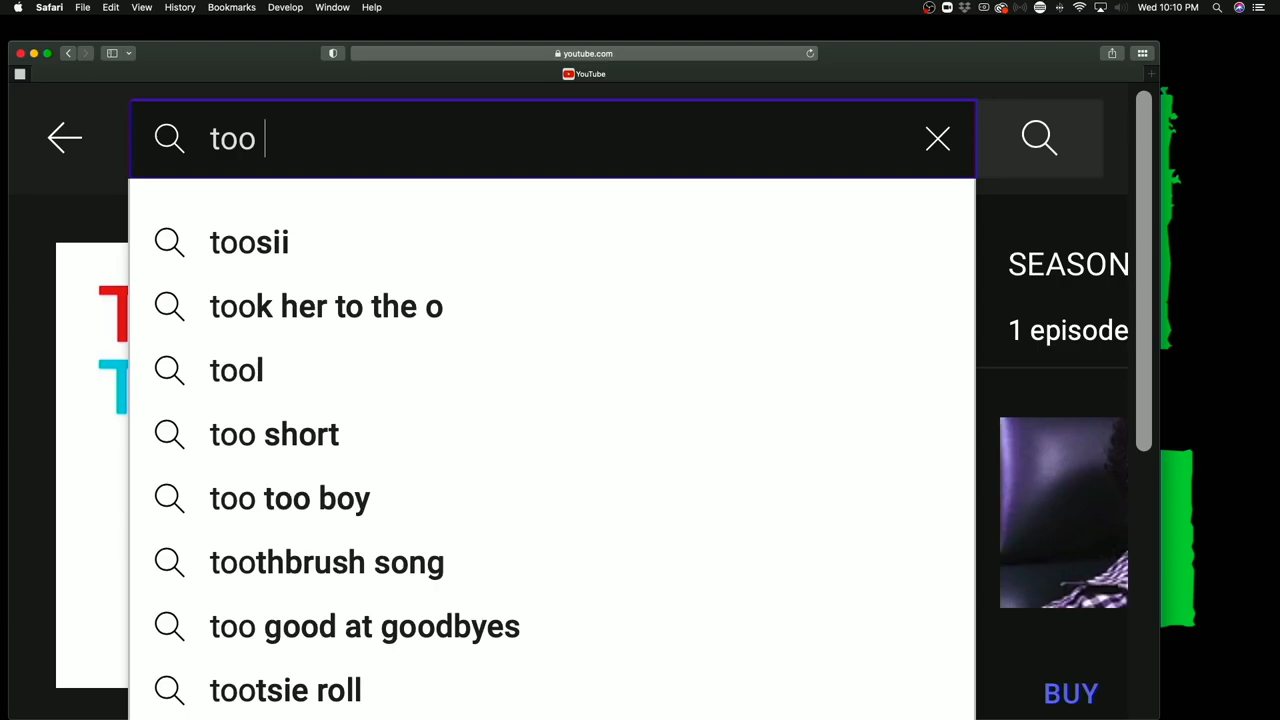 Safari File Edit View History Bookmarks Develop Window Help Wed 10:10 PM
youtube.com
YouTube
too
toosii
took her to the o
tool
too short
too too boy
toothbrush song
too good at goodbyes
tootsie roll
T
T
SEASON
1 episode
BUY